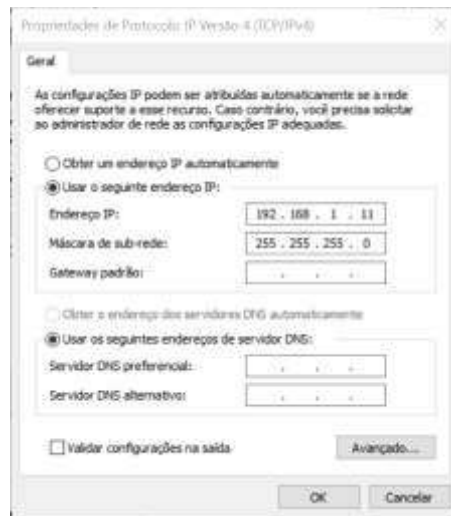 Propriedades de Protocolo IP Versão 4 (TCP/IPv4)
Geral
As configurações IP podem ser atribuídas automaticamente se a rede
oferecer suporte a esse recurso. Caso contrário, você precisa solicitar
ao administrador de rede as configurações IP adequadas.
Obter um endereço IP automaticamente
Usar o seguinte endereço IP:
Endereço IP: 192 . 168 . 1 . 11
Máscara de sub-rede: 255 . 255 . 255 . 0
Gateway padrão: . . .
Obter o endereço dos servidores DNS automaticamente
Usar os seguintes endereços de servidor DNS:
Servidor DNS preferencial: . . .
Servidor DNS alternativo: . . .
Validar configurações na saída
Avançado...
OK Cancelar